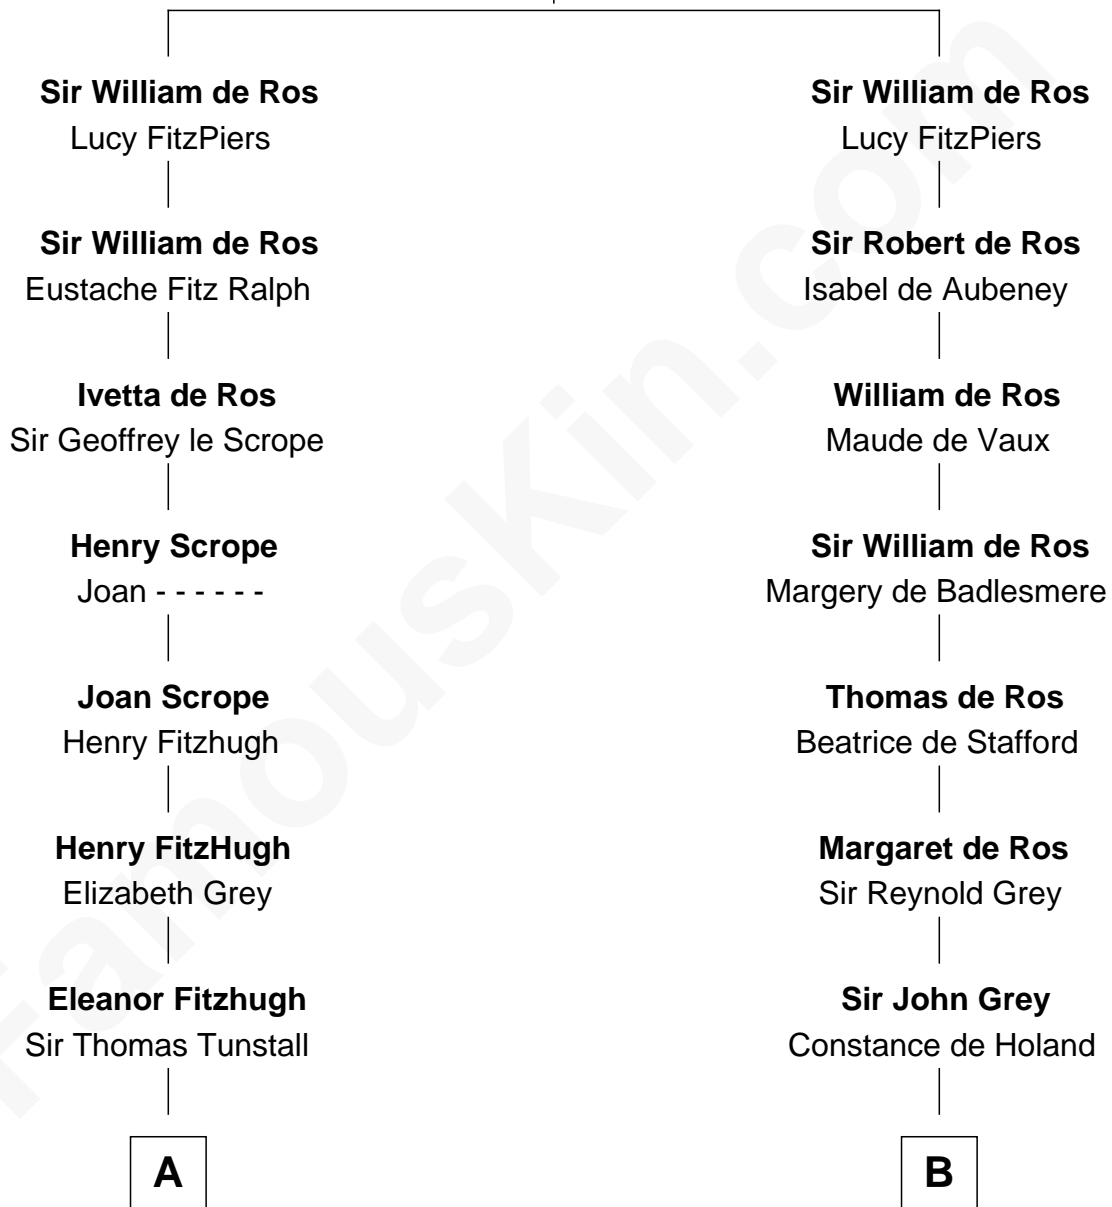 Sir William de Ros
Lucy FitzPiers
Sir William de Ros
Eustache Fitz Ralph
Ivetta de Ros
Sir Geoffrey le Scrope
Henry Scrope
Joan - - - - - -
Joan Scrope
Henry Fitzhugh
Henry FitzHugh
Elizabeth Grey
Eleanor Fitzhugh
Sir Thomas Tunstall
A
Sir William de Ros
Lucy FitzPiers
Sir Robert de Ros
Isabel de Aubeney
William de Ros
Maude de Vaux
Sir William de Ros
Margery de Badlesmere
Thomas de Ros
Beatrice de Stafford
Margaret de Ros
Sir Reynold Grey
Sir John Grey
Constance de Holand
B
FamousKin.com